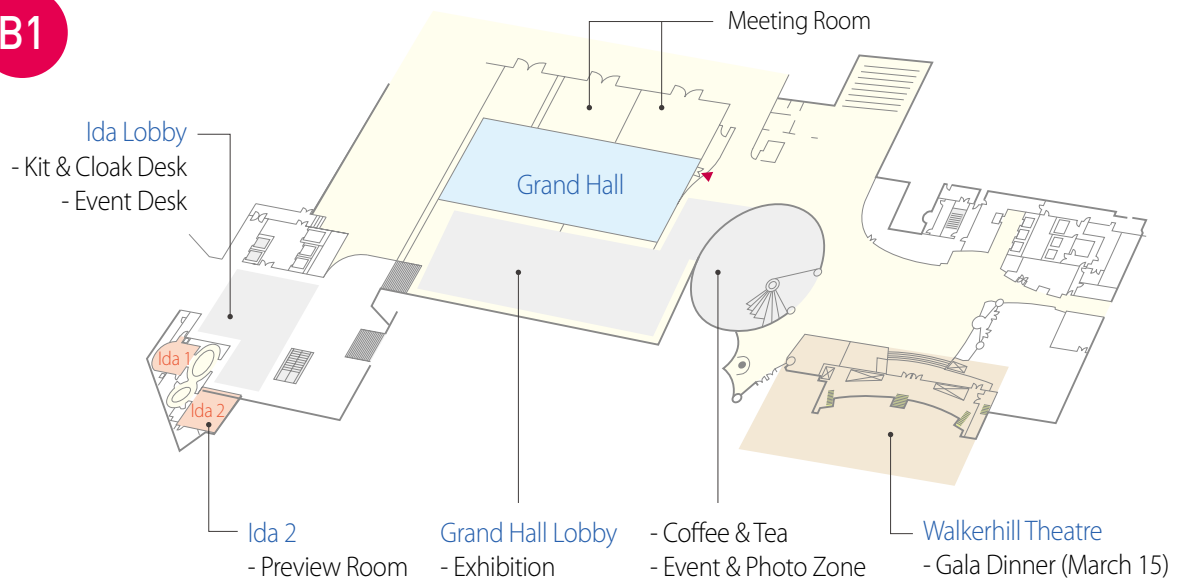 B1
Meeting Room
Ida Lobby
- Kit & Cloak Desk
- Event Desk
Grand Hall
Ida 1
Ida 2
Ida 2
- Preview Room
Grand Hall Lobby
- Exhibition
- Coffee & Tea
- Event & Photo Zone
Walkerhill Theatre
- Gala Dinner (March 15)